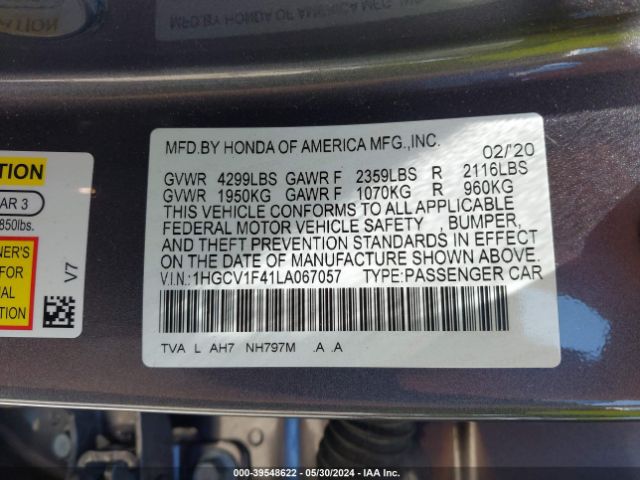 MFD.BY HONDA OF AMERICA MFG.,INC. 02/'20
GVWR 4299LBS GAWR F 2359LBS R 2116LBS
GVWR 1950KG GAWR F 1070KG R 960KG
THIS VEHICLE CONFORMS TO ALL APPLICABLE
FEDERAL MOTOR VEHICLE SAFETY , BUMPER,
AND THEFT PREVENTION STANDARDS IN EFFECT
ON THE DATE OF MANUFACTURE SHOWN ABOVE.
V.I.N.:1HGCV1F41LA067057 TYPE:PASSENGER CAR
TVA L AH7 NH797M .A .A
TION
AR 3
850lbs.
NER'S
FOR
V7
000-39548622 - 05/30/2024 - IAA Inc.